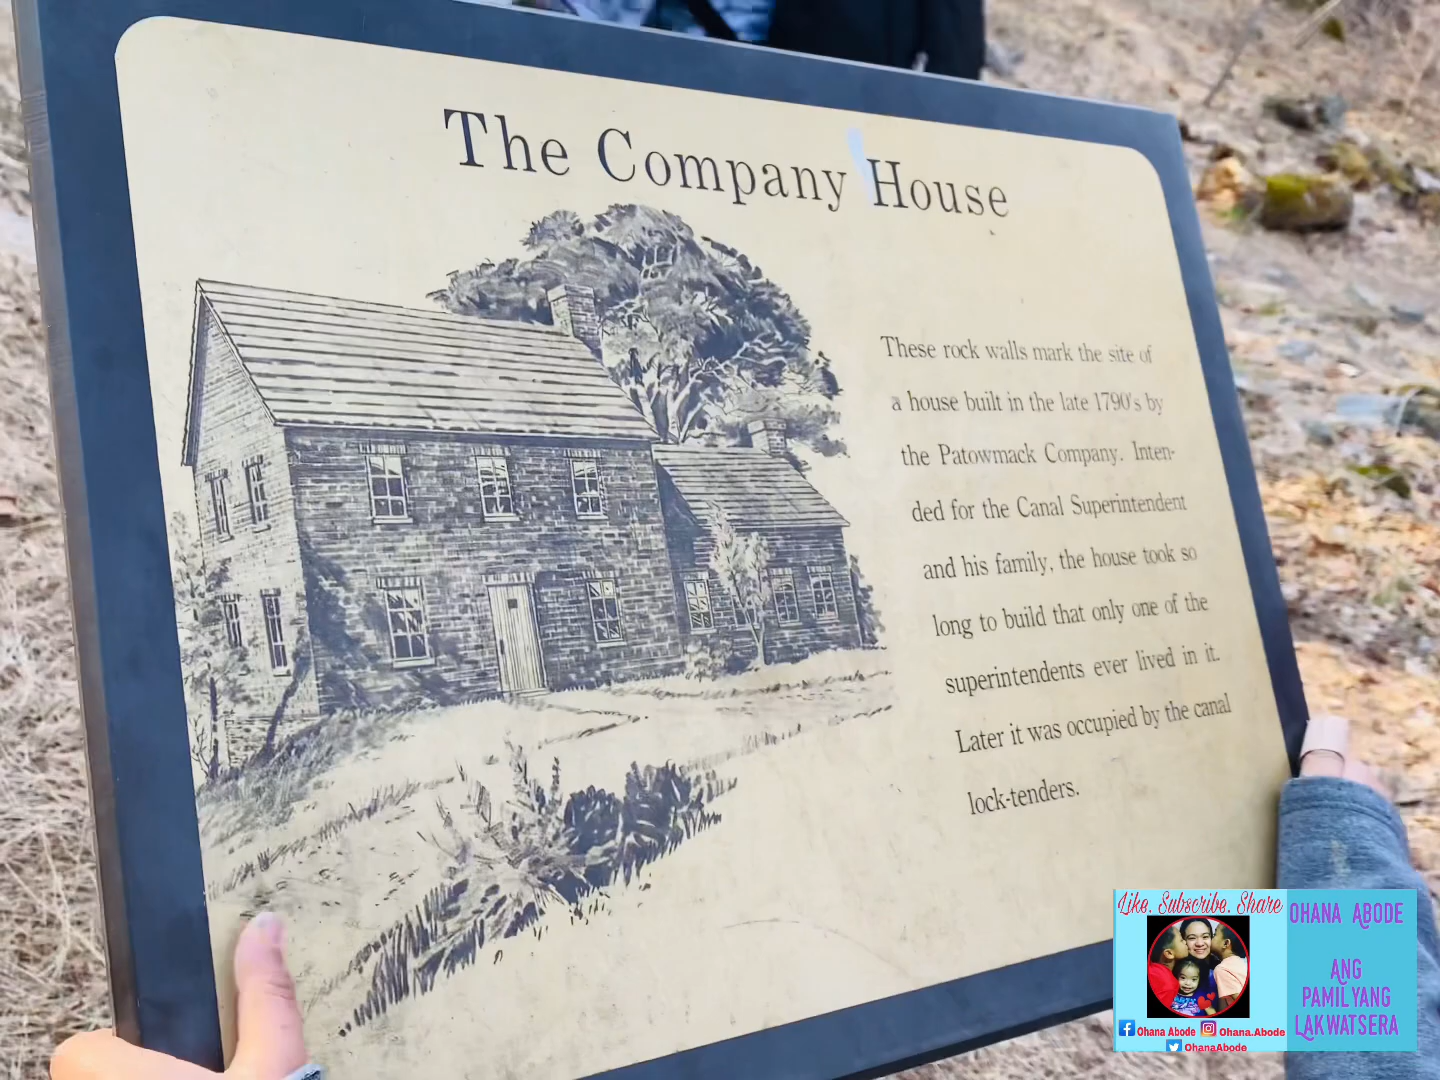 The Company House
These rock walls mark the site of
a house built in the late 1790's by
the Patowmack Company. Inten-
ded for the Canal Superintendent
and his family, the house took so
long to build that only one of the
superintendents ever lived in it.
Later it was occupied by the canal
lock-tenders.
Like. Subscribe. Share
Ohana Abode Ohana.Abode
OhanaAbode
OHANA ABODE
ANG
PAMILYANG
LAKWATSERA